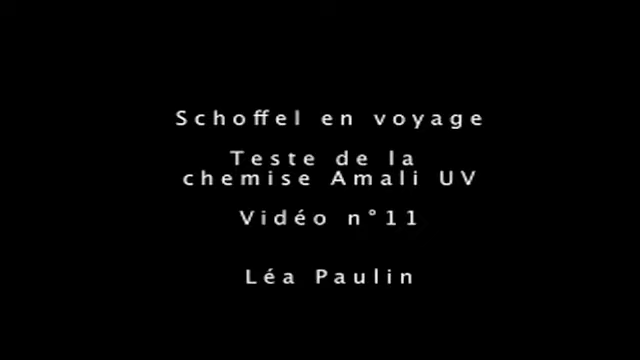 Schoffel en voyage
Teste de la
chemise Amali UV
Vidéo n°11
Léa Paulin